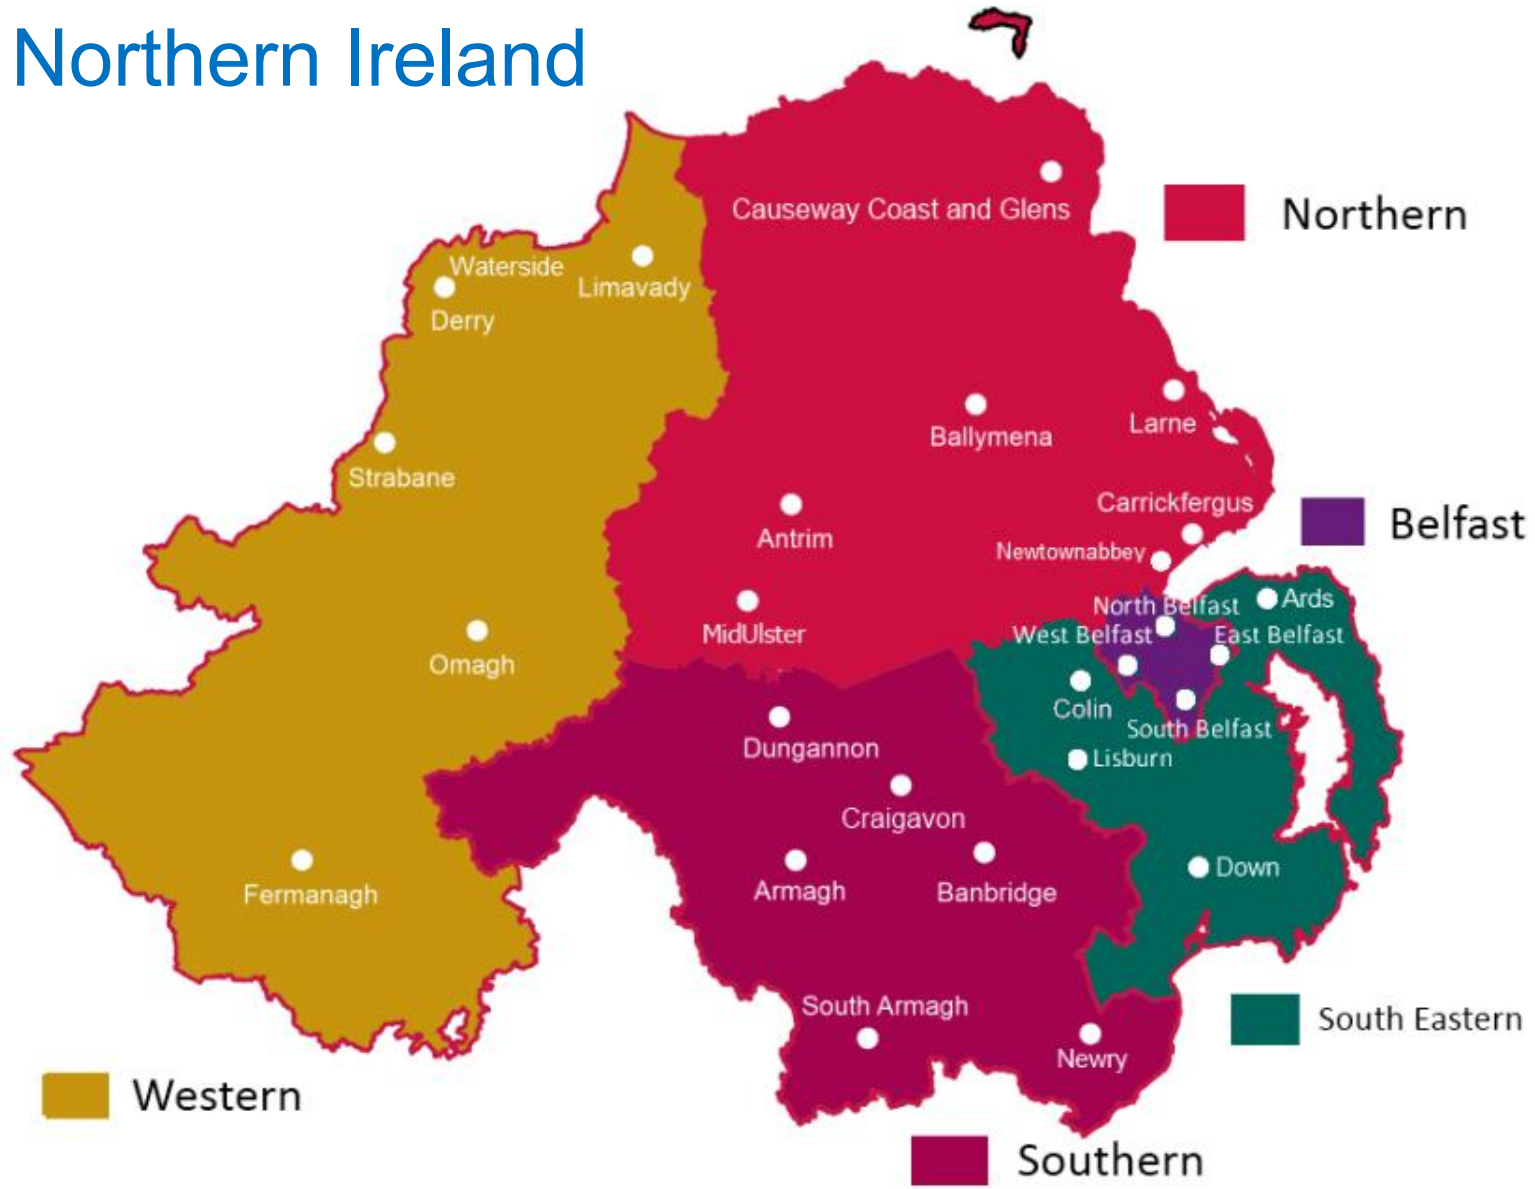 Northern Ireland
Causeway Coast and Glens
Northern
Waterside
Limavady
Derry
Larne
Ballymena
Strabane
Carrickfergus
Belfast
Antrim
Newtownabbey
Ards
North Belfast
MidUlster
West Belfast
East Belfast
Omagh
Colin
South Belfast
Dungannon
Lisburn
Craigavon
Down
Armagh
Banbridge
Fermanagh
South Armagh
South Eastern
Newry
Western
Southern